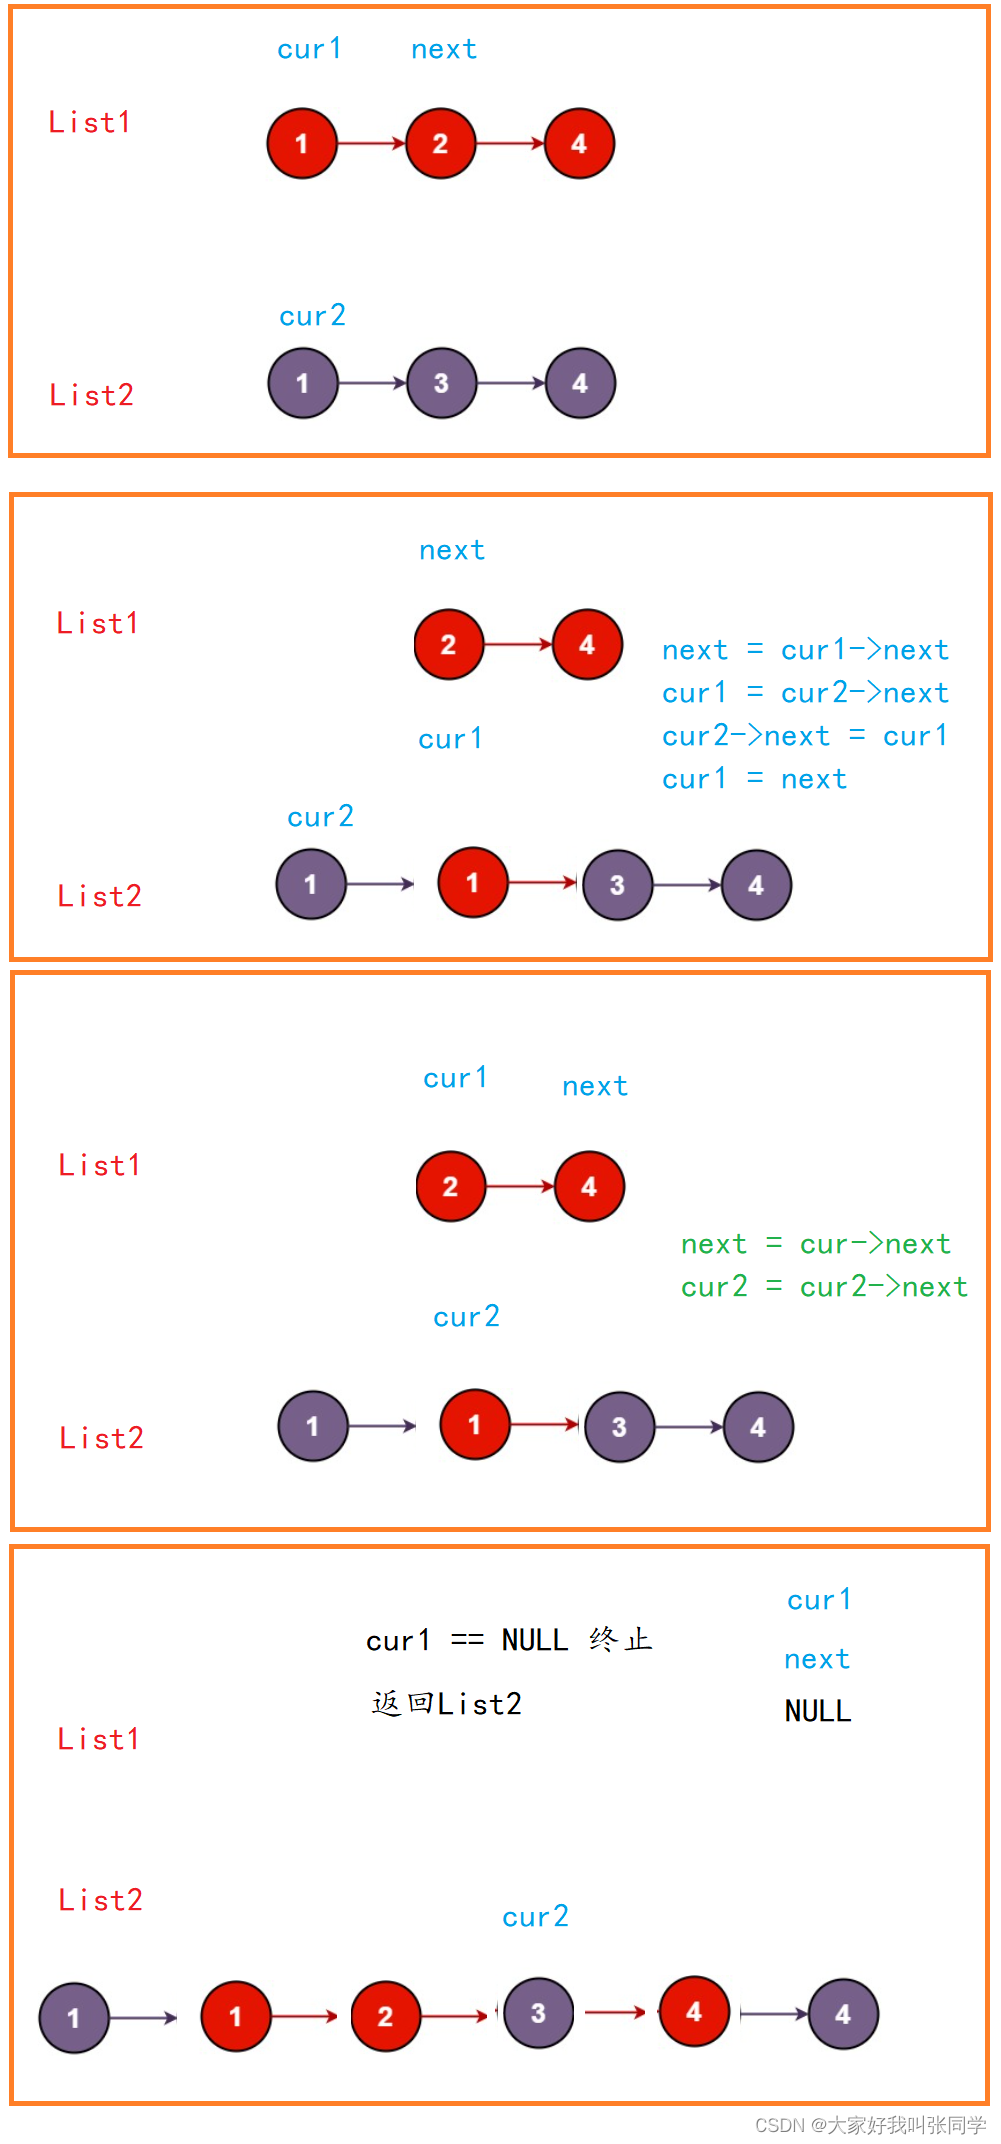 cur1 next
List1
1 2 4
cur2
1 3 4
List2
next
List1
2 4
next = cur1->next
cur1 = cur2->next
cur1
cur2->next = cur1
cur1 = next
cur2
1 1 3 4
List2
cur1 next
List1
2 4
next = cur->next
cur2 = cur2->next
cur2
1 1 3 4
List2
cur1
cur1 == NULL 终止
next
返回List2
NULL
List1
List2
cur2
1 1 2 3 4 4
CSDN @大家好我叫张同学